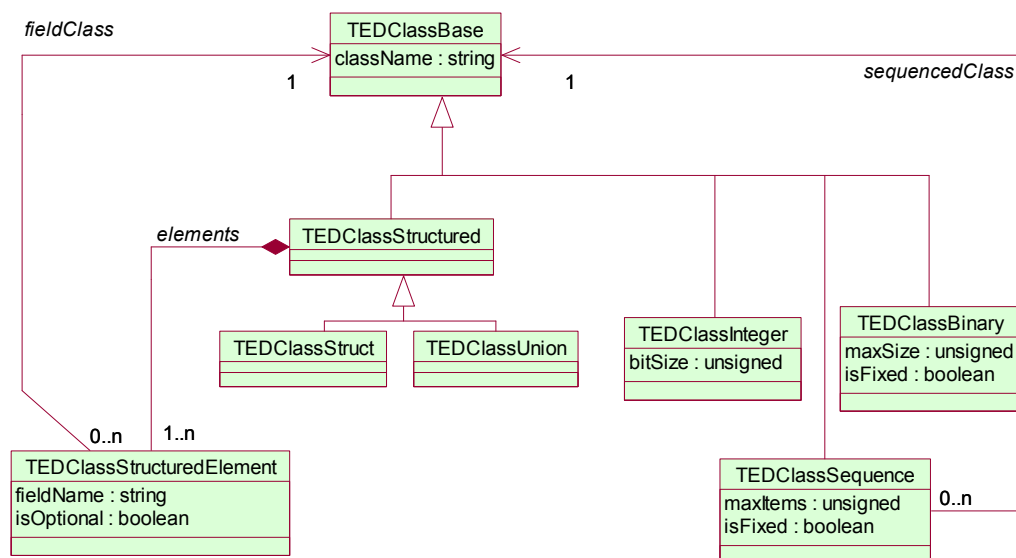 fieldClass
TEDClassBase
className : string
1
1
sequencedClass
elements
TEDClassStructured
TEDClassStruct
TEDClassUnion
TEDClassInteger
bitSize : unsigned
TEDClassBinary
maxSize : unsigned
isFixed : boolean
0..n
1..n
TEDClassStructuredElement
fieldName : string
isOptional : boolean
TEDClassSequence
maxItems : unsigned
isFixed : boolean
0..n